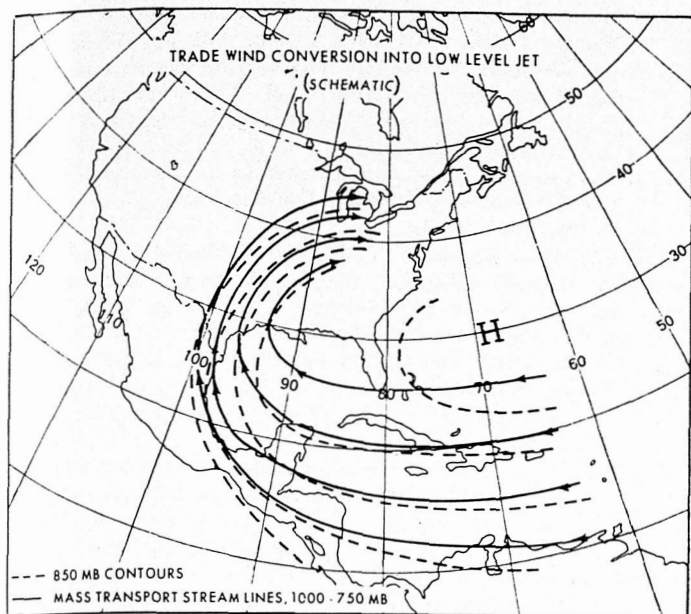 TRADE WIND CONVERSION INTO LOW LEVEL JET
(SCHEMATIC)
50
40
30
120
110
100
90
80
70
60
50
H
--- 850 MB CONTOURS
— MASS TRANSPORT STREAM LINES, 1000 - 750 MB